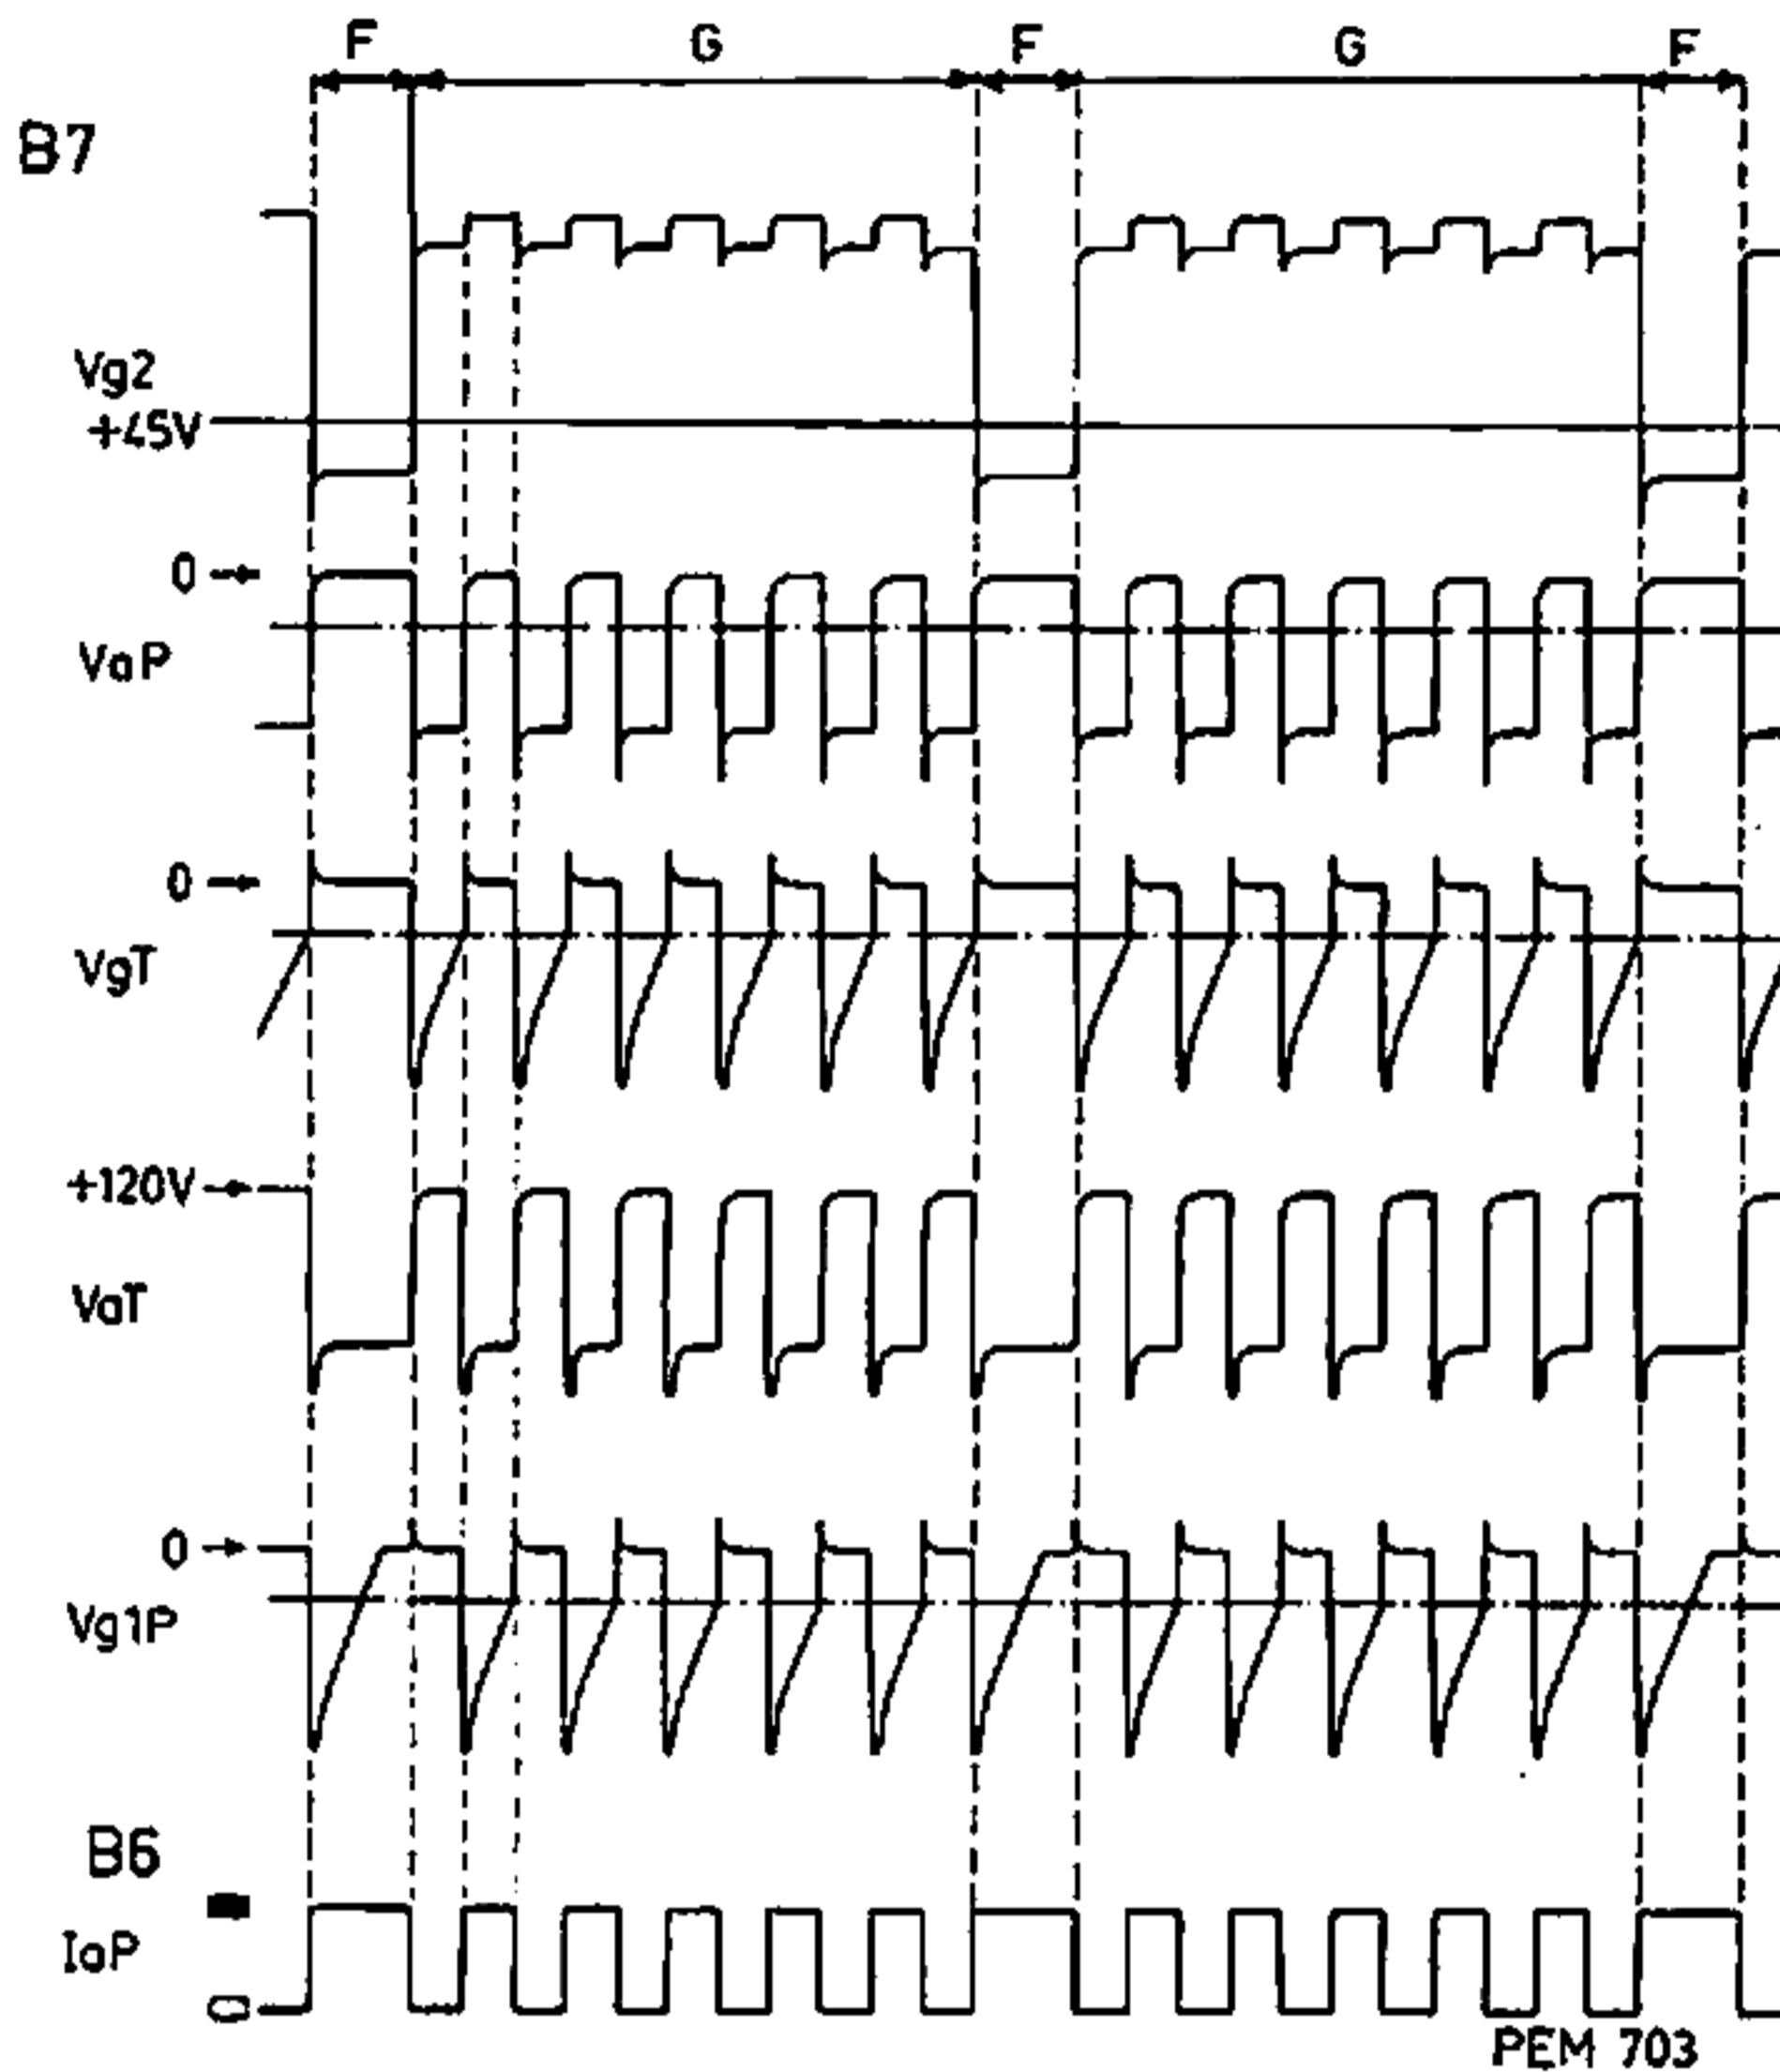 F G F G F
B7
Vg2
+45V
0
VaP
0
VgT
+120V
VaT
0
Vg1P
B6
IaP
0
PEM 703